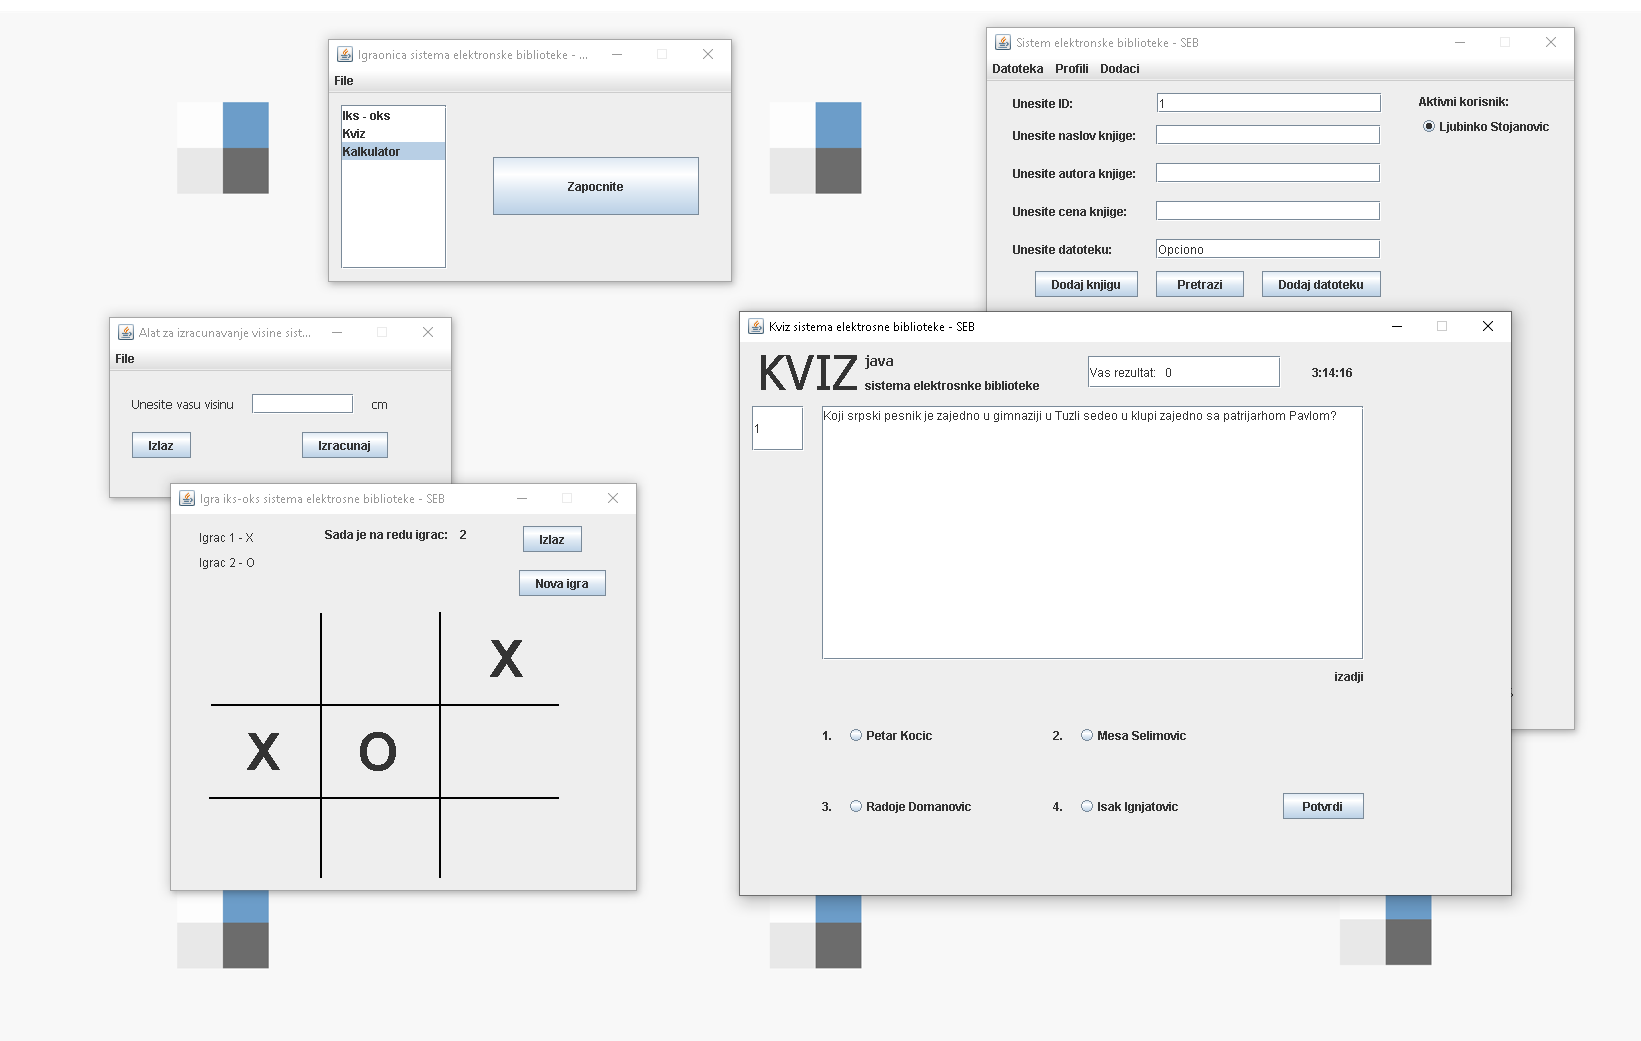 Igraonica sistema elektronske biblioteke - ...
File
Iks - oks
Kviz
Kalkulator
Zapocnite
Sistem elektronske biblioteke - SEB
Datoteka Profili Dodaci
Unesite ID: 1
Aktivni korisnik:
Ljubinko Stojanovic
Unesite naslov knjige:
Unesite autora knjige:
Unesite cena knjige:
Unesite datoteku: Opciono
Dodaj knjigu Pretrazi Dodaj datoteku
Alat za izracunavanje visine sist...
File
Unesite vasu visinu cm
Izlaz Izracunaj
Igra iks-oks sistema elektrosne biblioteke - SEB
Igrac 1 - X
Sada je na redu igrac: 2
Izlaz
Igrac 2 - O
Nova igra
X
X O
Kviz sistema elektrosne biblioteke - SEB
KVIZ java
sistema elektrosnke biblioteke
Vas rezultat: 0
3:14:16
1
Koji srpski pesnik je zajedno u gimnaziji u Tuzli sedeo u klupi zajedno sa patrijarhom Pavlom?
izadji
1. Petar Kocic 2. Mesa Selimovic
3. Radoje Domanovic 4. Isak Ignjatovic Potvrdi